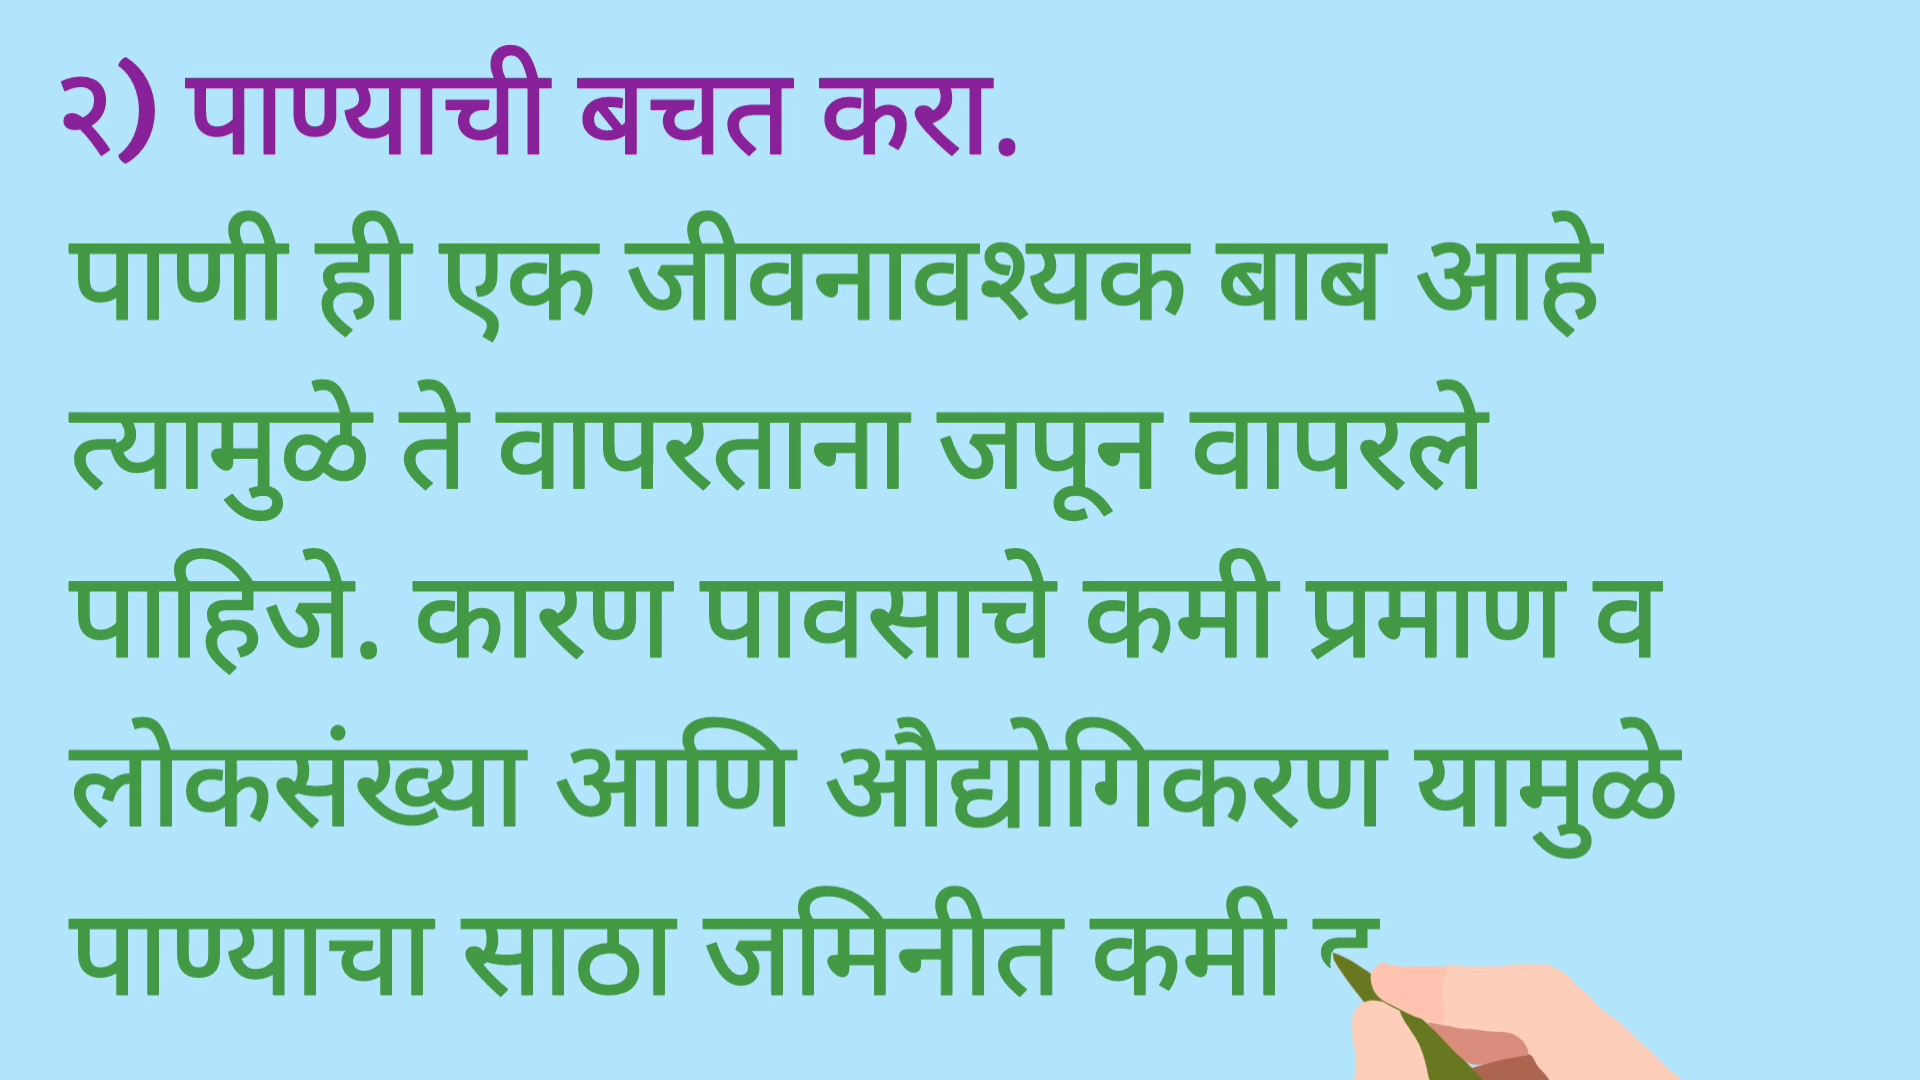 २) पाण्याची बचत करा.
पाणी ही एक जीवनावश्यक बाब आहे
त्यामुळे ते वापरताना जपून वापरले
पाहिजे. कारण पावसाचे कमी प्रमाण व
लोकसंख्या आणि औद्योगिकरण यामुळे
पाण्याचा साठा जमिनीत कमी